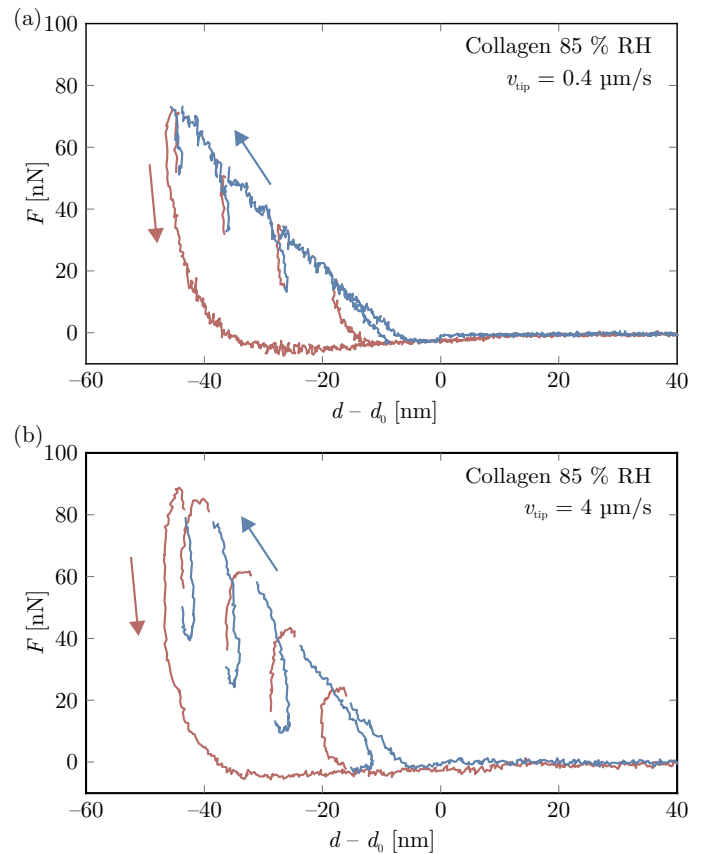 (a)
100
80
60
40
20
0
F [nN]
Collagen 85 % RH
v_tip = 0.4 µm/s
–60 –40 –20 0 20 40
d – d₀ [nm]
(b)
100
80
60
40
20
0
F [nN]
Collagen 85 % RH
v_tip = 4 µm/s
–60 –40 –20 0 20 40
d – d₀ [nm]